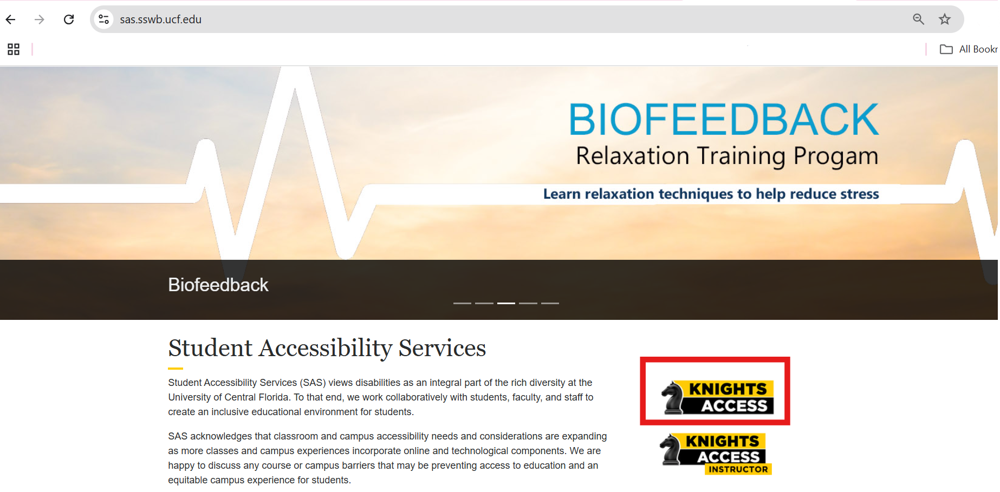 sas.sswb.ucf.edu
All Bookr
BIOFEEDBACK
Relaxation Training Progam
Learn relaxation techniques to help reduce stress
Biofeedback
Student Accessibility Services
Student Accessibility Services (SAS) views disabilities as an integral part of the rich diversity at the
University of Central Florida. To that end, we work collaboratively with students, faculty, and staff to
create an inclusive educational environment for students.
SAS acknowledges that classroom and campus accessibility needs and considerations are expanding
as more classes and campus experiences incorporate online and technological components. We are
happy to discuss any course or campus barriers that may be preventing access to education and an
equitable campus experience for students.
KNIGHTS
ACCESS
KNIGHTS
ACCESS
INSTRUCTOR